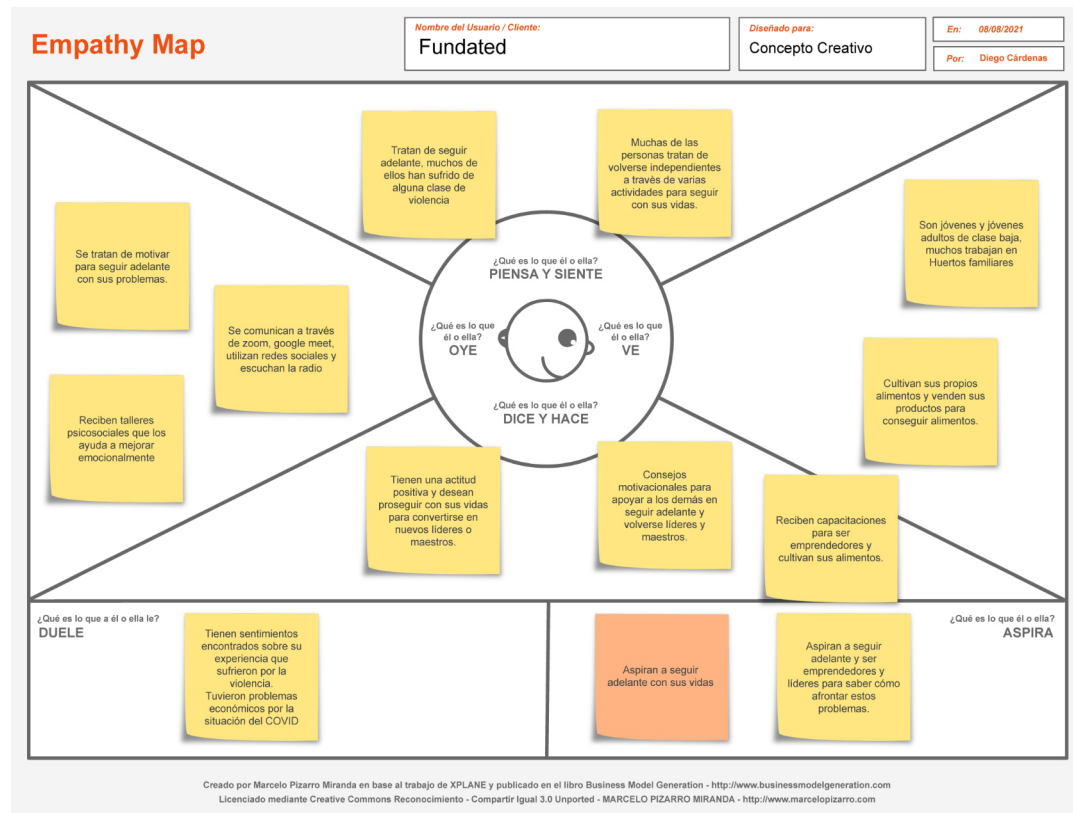 Empathy Map
Nombre del Usuario / Cliente:
Fundated
Diseñado para:
Concepto Creativo
En: 08/08/2021
Por: Diego Cárdenas
Tratan de seguir
adelante, muchos de
ellos han sufrido de
alguna clase de
violencia
Muchas de las
personas tratan de
volverse independientes
a travès de varias
actividades para seguir
con sus vidas.
Se tratan de motivar
para seguir adelante
con sus problemas.
Se comunican a través
de zoom, google meet,
utilizan redes sociales y
escuchan la radio
Reciben talleres
psicosociales que los
ayuda a mejorar
emocionalmente
¿Qué es lo que él o ella?
PIENSA Y SIENTE
¿Qué es lo que
él o ella?
OYE
¿Qué es lo que
él o ella?
VE
¿Qué es lo que él o ella?
DICE Y HACE
Son jóvenes y jóvenes
adultos de clase baja,
muchos trabajan en
Huertos familiares
Cultivan sus propios
alimentos y venden sus
productos para
conseguir alimentos.
Tienen una actitud
positiva y desean
proseguir con sus vidas
para convertirse en
nuevos líderes o
maestros.
Consejos
motivacionales para
apoyar a los demás en
seguir adelante y
volverse líderes y
maestros.
Reciben capacitaciones
para ser
emprendedores y
cultivan sus alimentos.
¿Qué es lo que a él o ella le?
DUELE
Tienen sentimientos
encontrados sobre su
experiencia que
sufrieron por la
violencia.
Tuvieron problemas
económicos por la
situación del COVID
Aspiran a seguir
adelante con sus vidas
Aspiran a seguir
adelante y ser
emprendedores y
líderes para saber cómo
afrontar estos
problemas.
¿Qué es lo que él o ella?
ASPIRA
Creado por Marcelo Pizarro Miranda en base al trabajo de XPLANE y publicado en el libro Business Model Generation - http://www.businessmodelgeneration.com
Licenciado mediante Creative Commons Reconocimiento - Compartir Igual 3.0 Unported - MARCELO PIZARRO MIRANDA - http://www.marcelopizarro.com